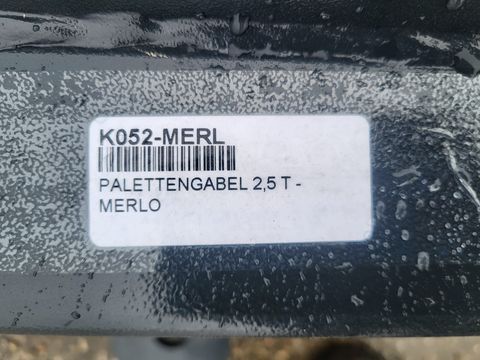 K052-MERL
PALETTENGABEL 2,5 T -
MERLO